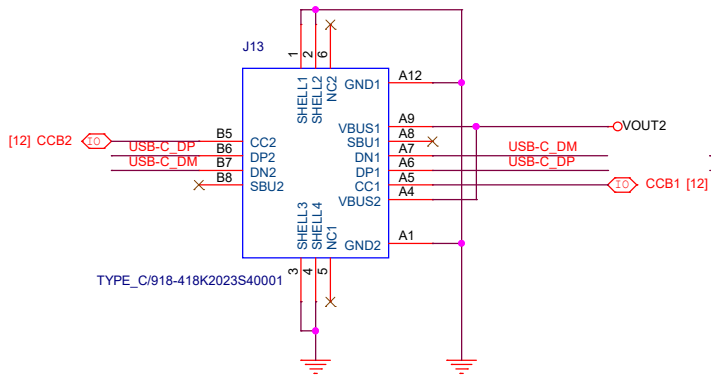 J13
1
2
6
SHELL1
SHELL2
NC2
GND1
A12
VBUS1
A9
VOUT2
SBU1
A8
[12] CCB2
IO
B5
CC2
DN1
A7
USB-C_DM
USB-C_DP
B6
DP2
DP1
A6
USB-C_DP
USB-C_DM
B7
DN2
CC1
A5
IO
CCB1 [12]
B8
SBU2
VBUS2
A4
SHELL3
SHELL4
NC1
GND2
A1
3
4
5
TYPE_C/918-418K2023S40001